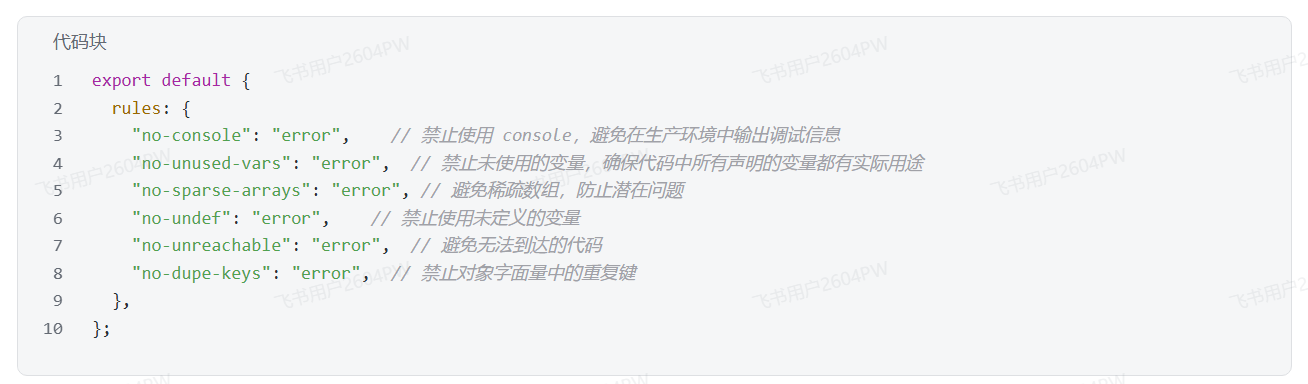 代码块
1 export default {
2 rules: {
3 "no-console": "error", // 禁止使用 console，避免在生产环境中输出调试信息
4 "no-unused-vars": "error", // 禁止未使用的变量，确保代码中所有声明的变量都有实际用途
5 "no-sparse-arrays": "error", // 避免稀疏数组，防止潜在问题
6 "no-undef": "error", // 禁止使用未定义的变量
7 "no-unreachable": "error", // 避免无法到达的代码
8 "no-dupe-keys": "error", // 禁止对象字面量中的重复键
9 },
10 };
飞书用户2604PW
飞书用户2604PW
飞书用户2
飞书用户2604PW
飞书用户2604PW
飞书用户2604PW
飞书用户2604PW
飞书用户2604PW
飞书用户2